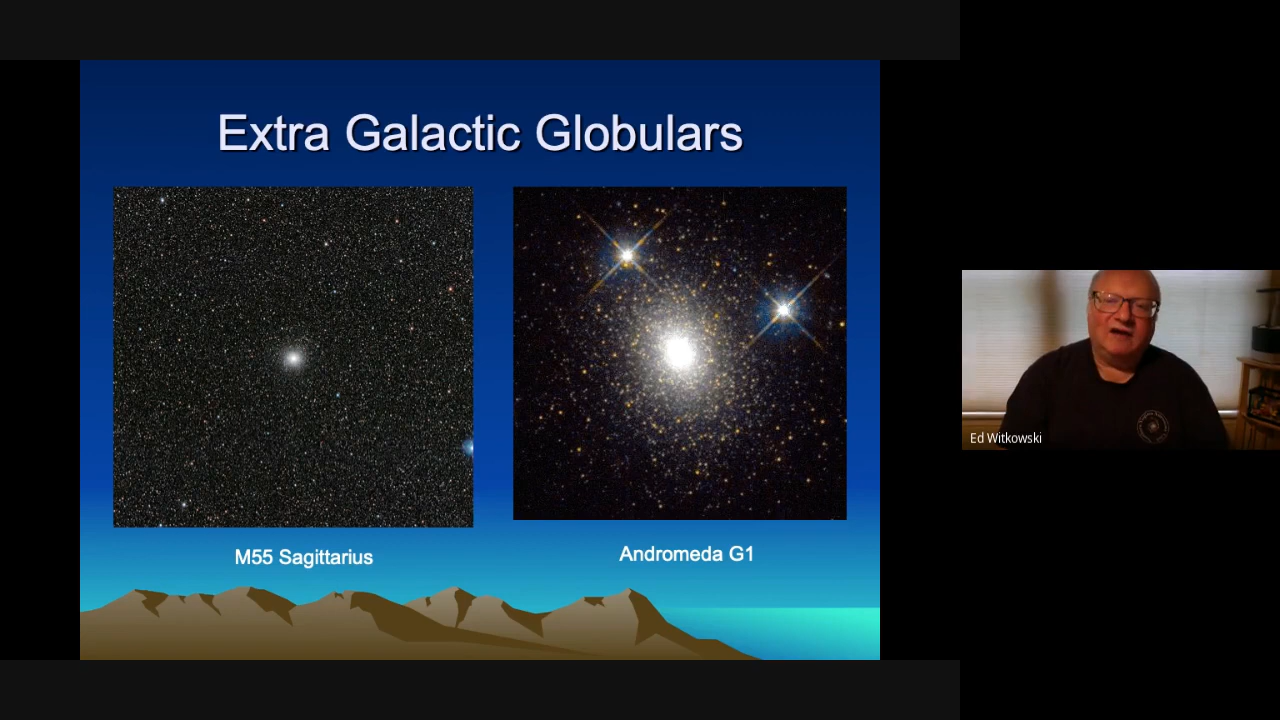 Extra Galactic Globulars
M55 Sagittarius
Andromeda G1
Ed Witkowski